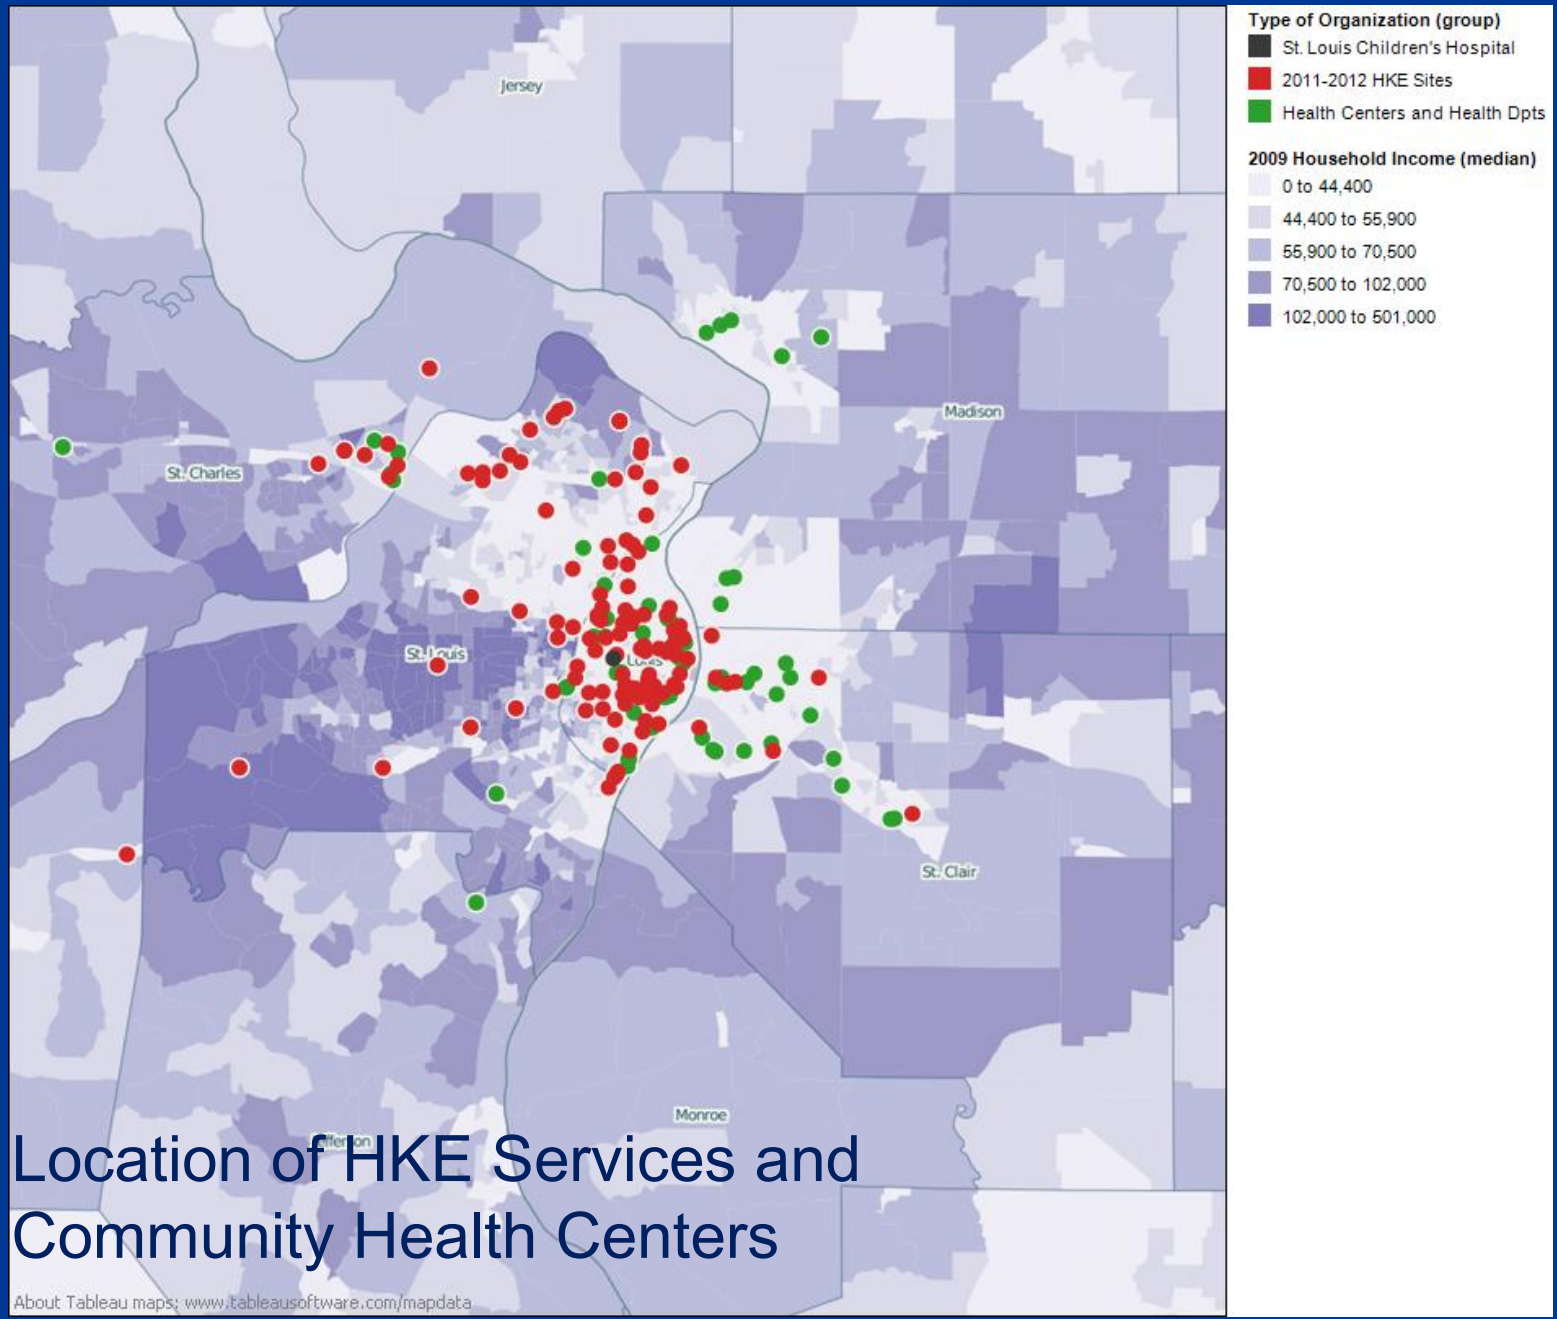 Type of Organization (group)
St. Louis Children's Hospital
2011-2012 HKE Sites
Health Centers and Health Dpts
2009 Household Income (median)
0 to 44,400
44,400 to 55,900
55,900 to 70,500
70,500 to 102,000
102,000 to 501,000
Jersey
Madison
St. Charles
St. Louis
Louis
St. Clair
Monroe
Jefferson
Location of HKE Services and
Community Health Centers
About Tableau maps: www.tableausoftware.com/mapdata